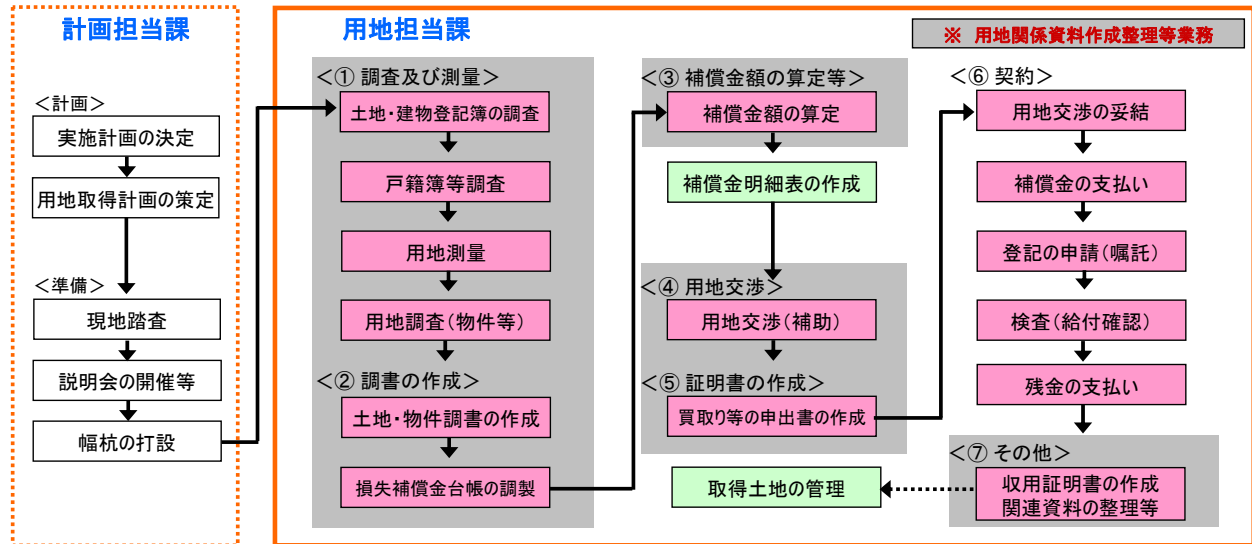 計画担当課
<計画>
実施計画の決定
用地取得計画の策定
<準備>
現地踏査
説明会の開催等
幅杭の打設
用地担当課
※ 用地関係資料作成整理等業務
<① 調査及び測量>
土地・建物登記簿の調査
戸籍簿等調査
用地測量
用地調査(物件等)
<② 調書の作成>
土地・物件調書の作成
損失補償金台帳の調製
<③ 補償金額の算定等>
補償金額の算定
補償金明細表の作成
<④ 用地交渉>
用地交渉(補助)
<⑤ 証明書の作成>
買取り等の申出書の作成
取得土地の管理
<⑥ 契約>
用地交渉の妥結
補償金の支払い
登記の申請(嘱託)
検査(給付確認)
残金の支払い
<⑦ その他>
収用証明書の作成
関連資料の整理等